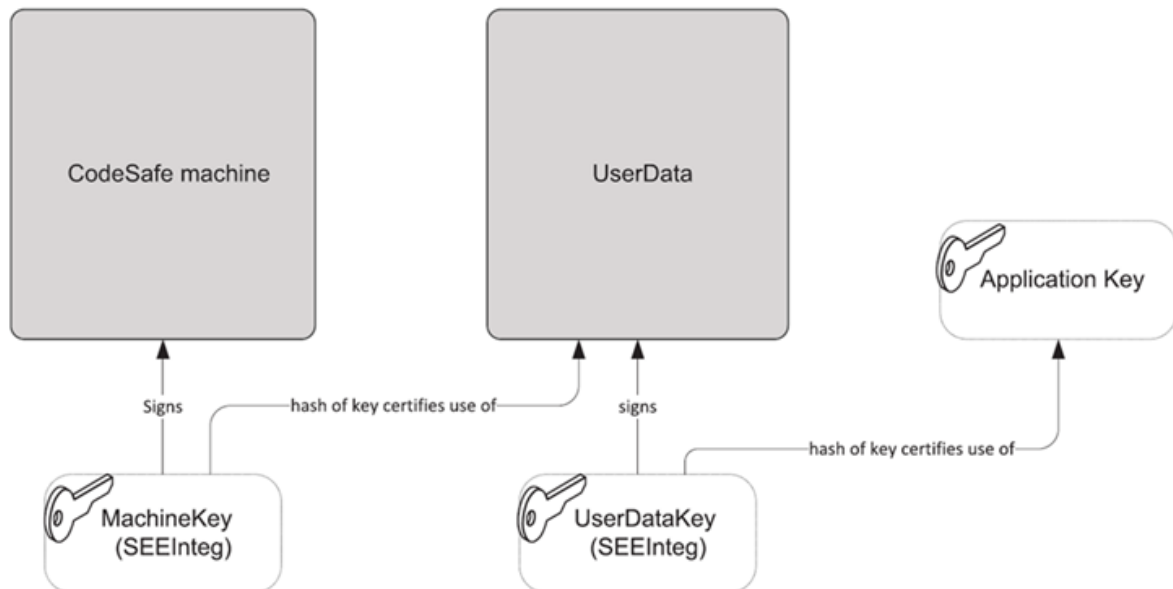 CodeSafe machine
UserData
Application Key
Signs
hash of key certifies use of
signs
hash of key certifies use of
MachineKey
(SEEInteg)
UserDataKey
(SEEInteg)